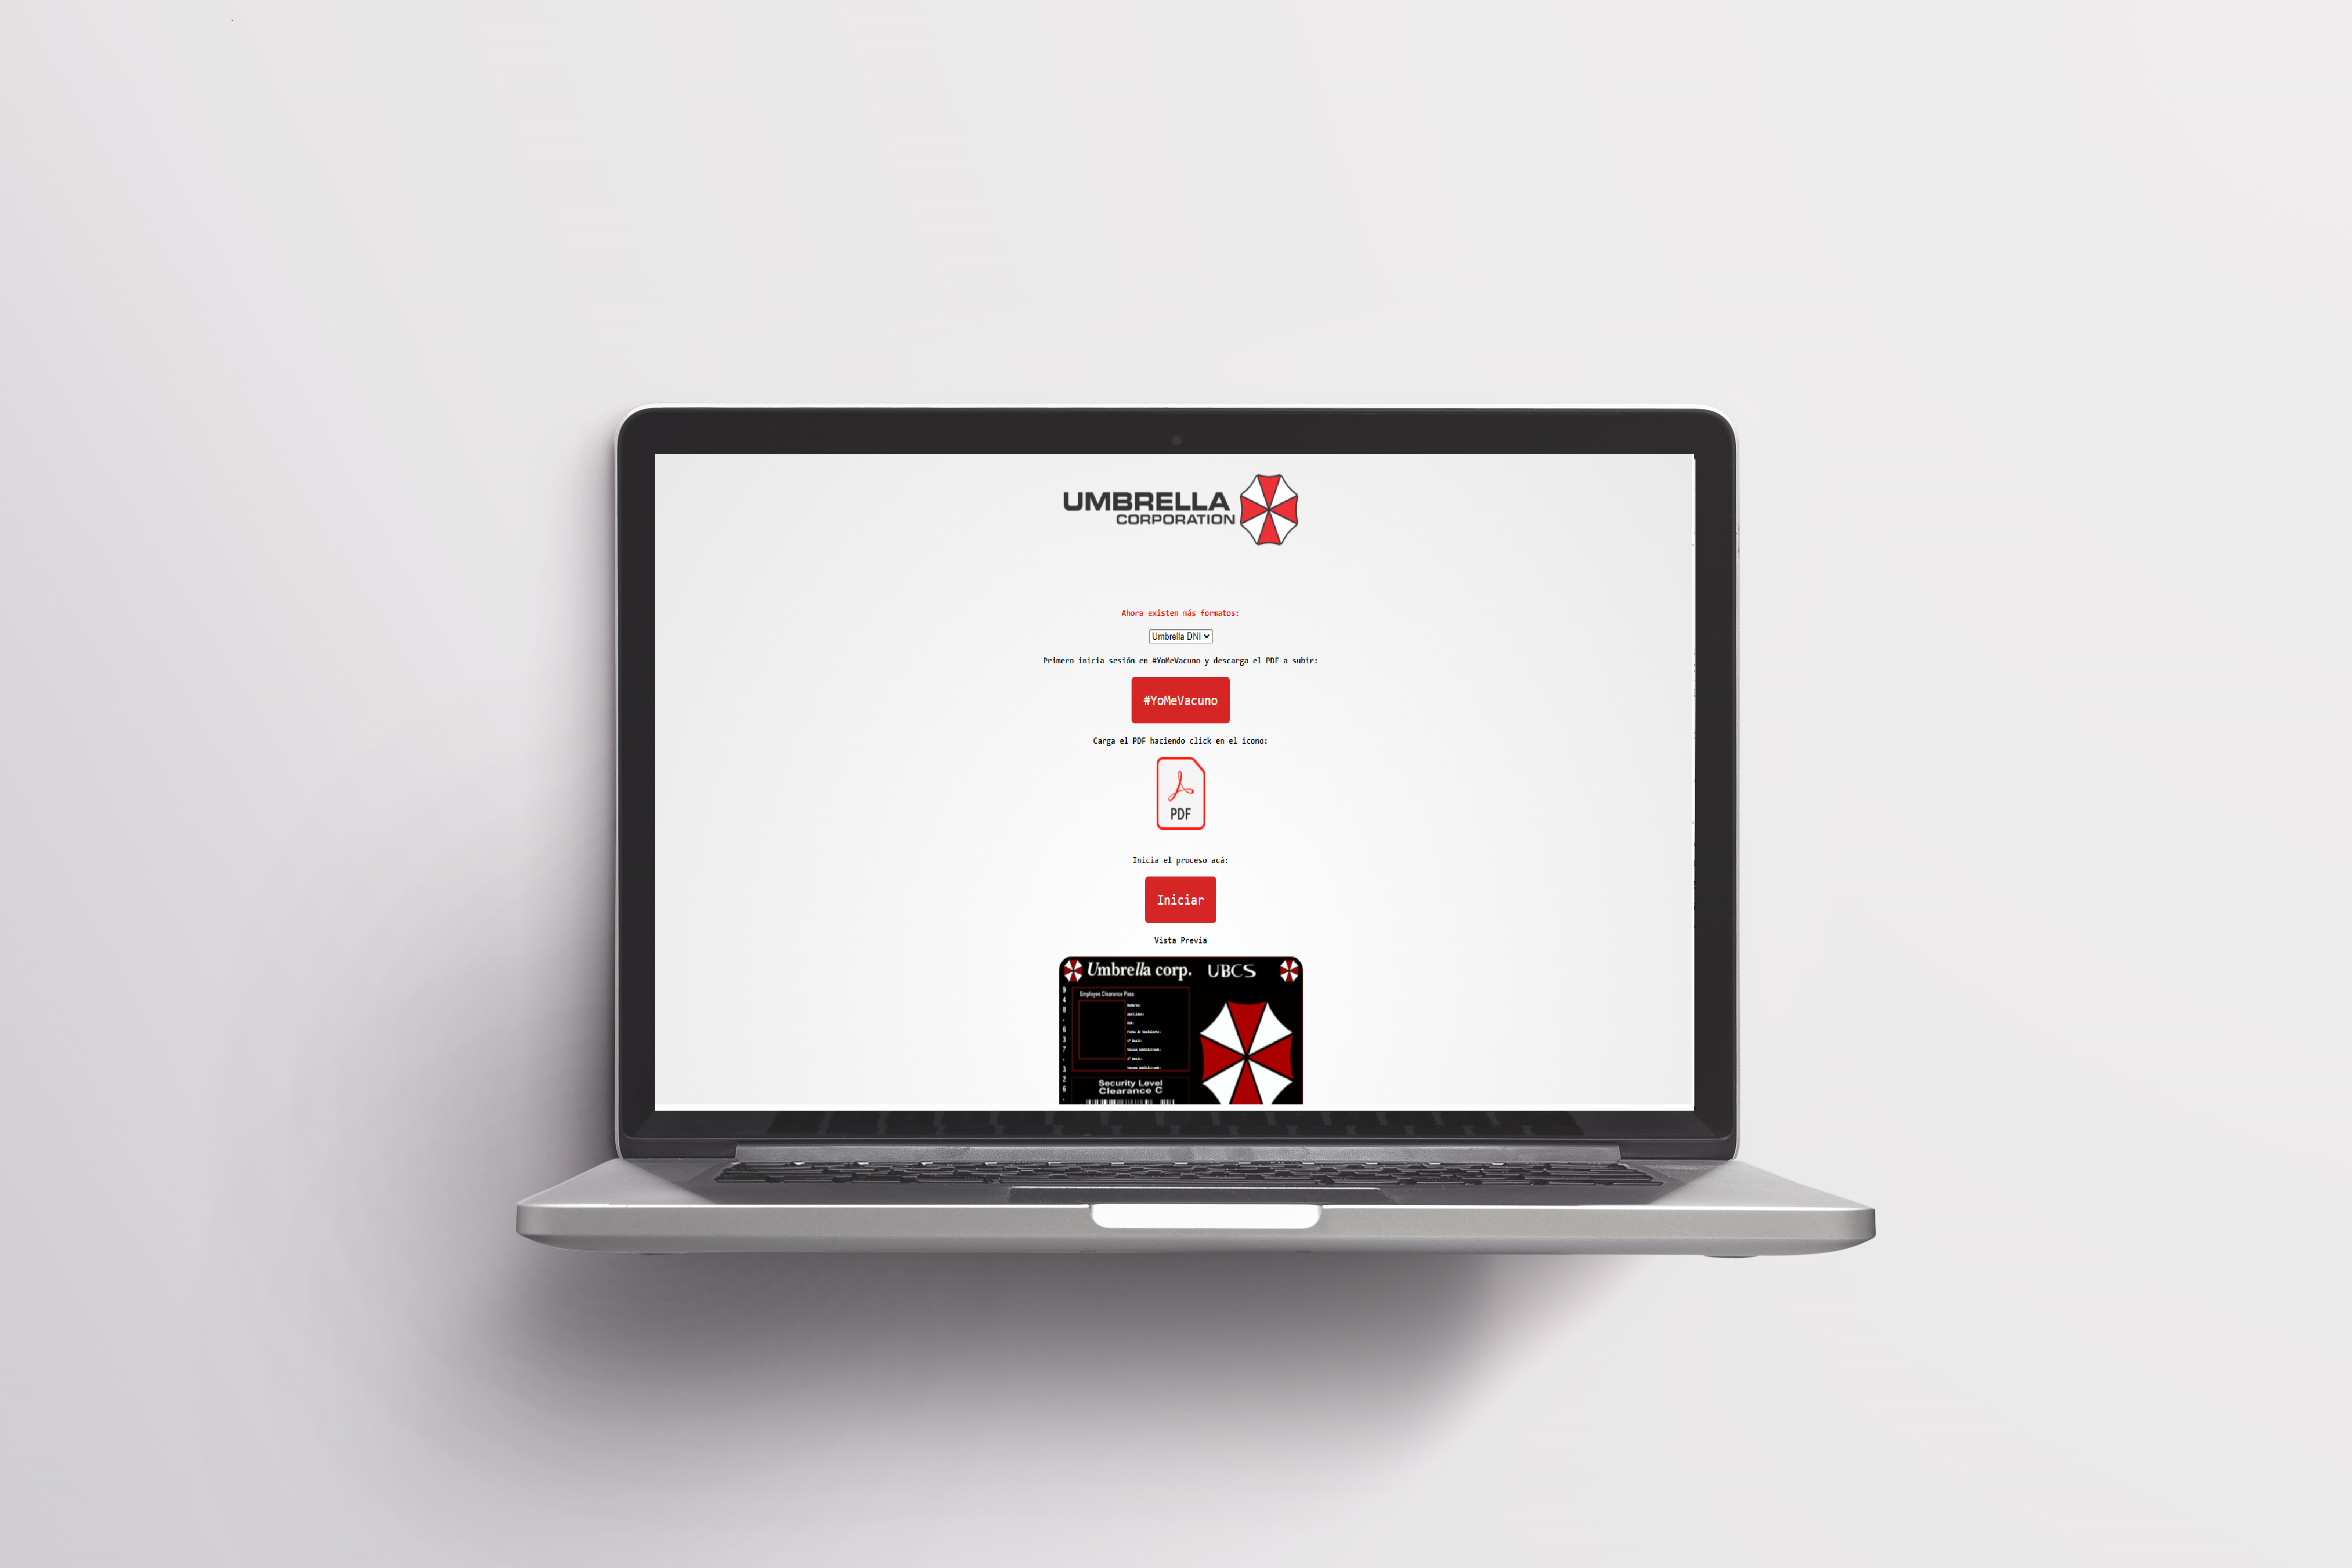 UMBRELLA
CORPORATION
Ahora existen más formatos:
Umbrella DNI
Primero inicia sesión en #YoMeVacuno y descarga el PDF a subir:
#YoMeVacuno
Carga el PDF haciendo click en el icono:
PDF
Inicia el proceso acá:
Iniciar
Vista Previa
Umbrella corp. UBCS
Employee Clearance Pass
Security Level
Clearance C